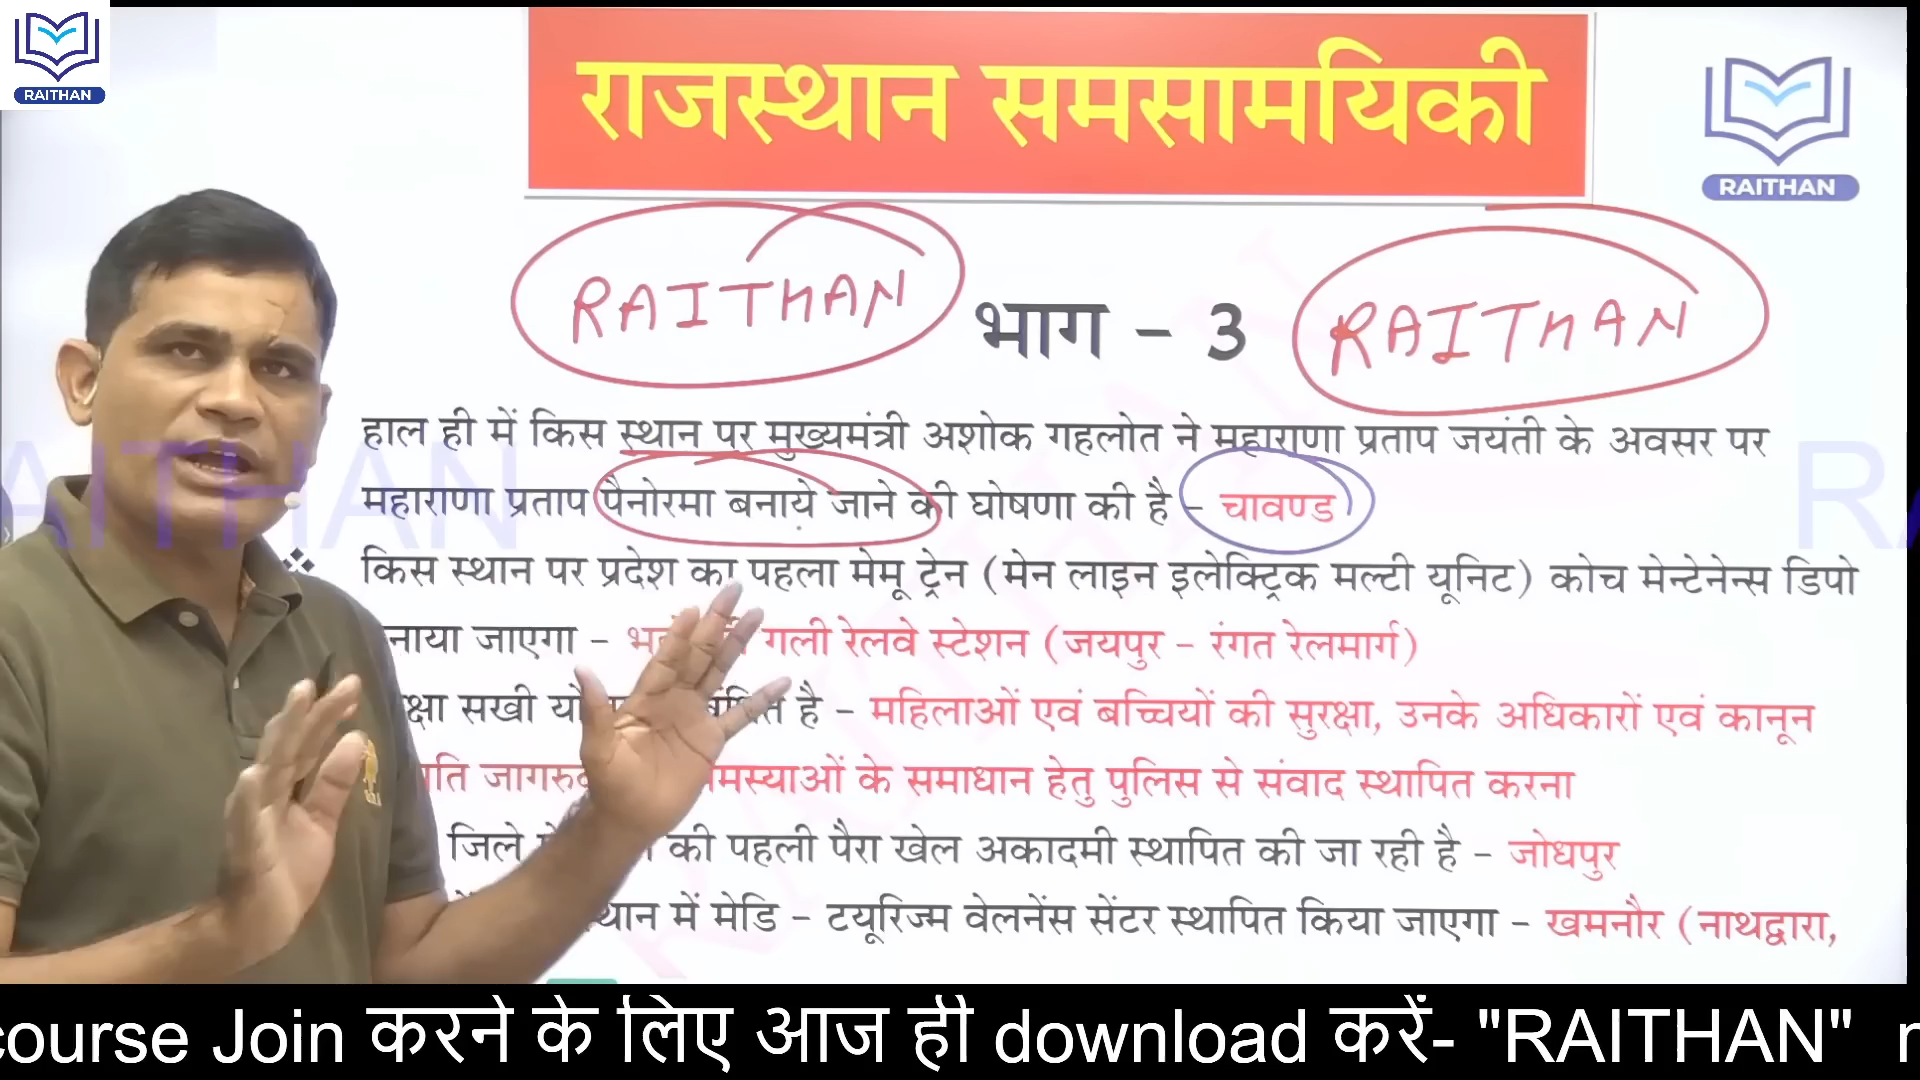 RAITHAN
राजस्थान समसामयिकी
RAITHAN
RAITHAN
भाग - 3
RAITHAN
हाल ही में किस स्थान पर मुख्यमंत्री अशोक गहलोत ने महाराणा प्रताप जयंती के अवसर पर
महाराणा प्रताप पैनोरमा बनाये जाने की घोषणा की है - चावण्ड
किस स्थान पर प्रदेश का पहला मेमू ट्रेन (मेन लाइन इलेक्ट्रिक मल्टी यूनिट) कोच मेन्टेनेन्स डिपो
जाएगा - गली रेलवे स्टेशन (जयपुर - रंगत रेलमार्ग)
सखी है - महिलाओं एवं बच्चियों की सुरक्षा, उनके अधिकारों एवं कानून
के समाधान हेतु पुलिस से संवाद स्थापित करना
जिले की पहली पैरा खेल अकादमी स्थापित की जा रही है - जोधपुर
में मेडि - टयूरिज्म वेलनेंस सेंटर स्थापित किया जाएगा - खमनौर (नाथद्वारा,
course Join करने के लिए आज ही download करें- "RAITHAN"